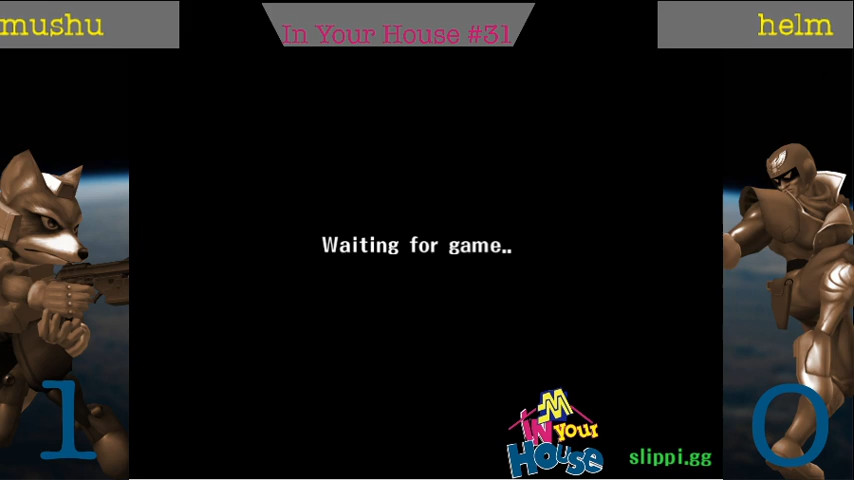 mushu
In Your House #31
helm
Waiting for game..
1
0
M
IN YOUR
HOUSE
slippi.gg